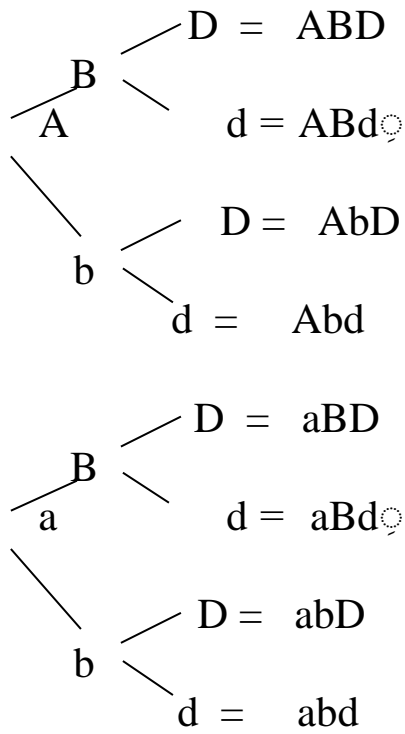 D = ABD
B
A d = ABd़
D = AbD
b
d = Abd
D = aBD
B
a d = aBd़
D = abD
b
d = abd